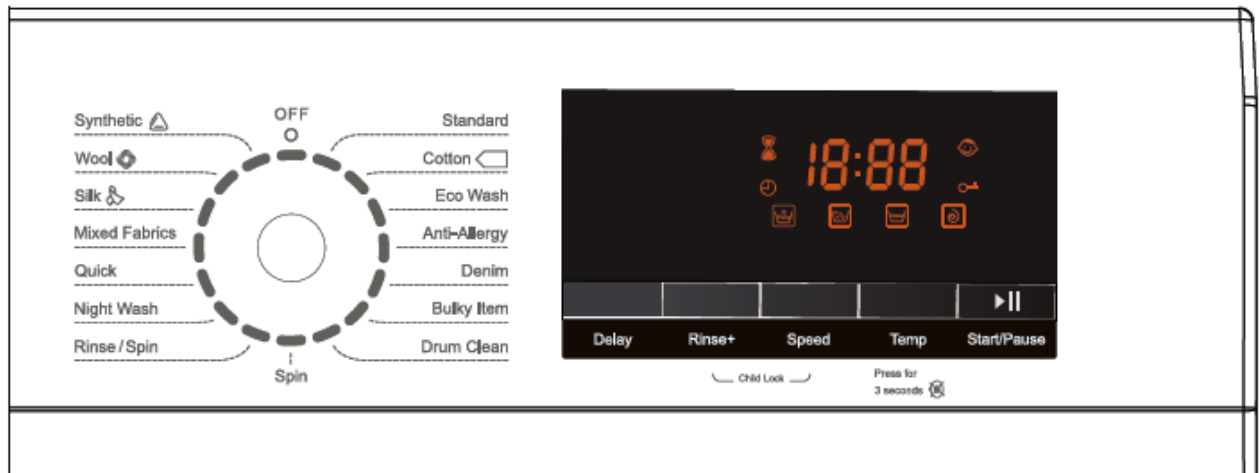 OFF
Synthetic
Wool
Silk
Mixed Fabrics
Quick
Night Wash
Rinse / Spin
Standard
Cotton
Eco Wash
Anti-Allergy
Denim
Bulky Item
Drum Clean
Spin
18:88
Delay Rinse+ Speed Temp Start/Pause
Child Lock
Press for
3 seconds